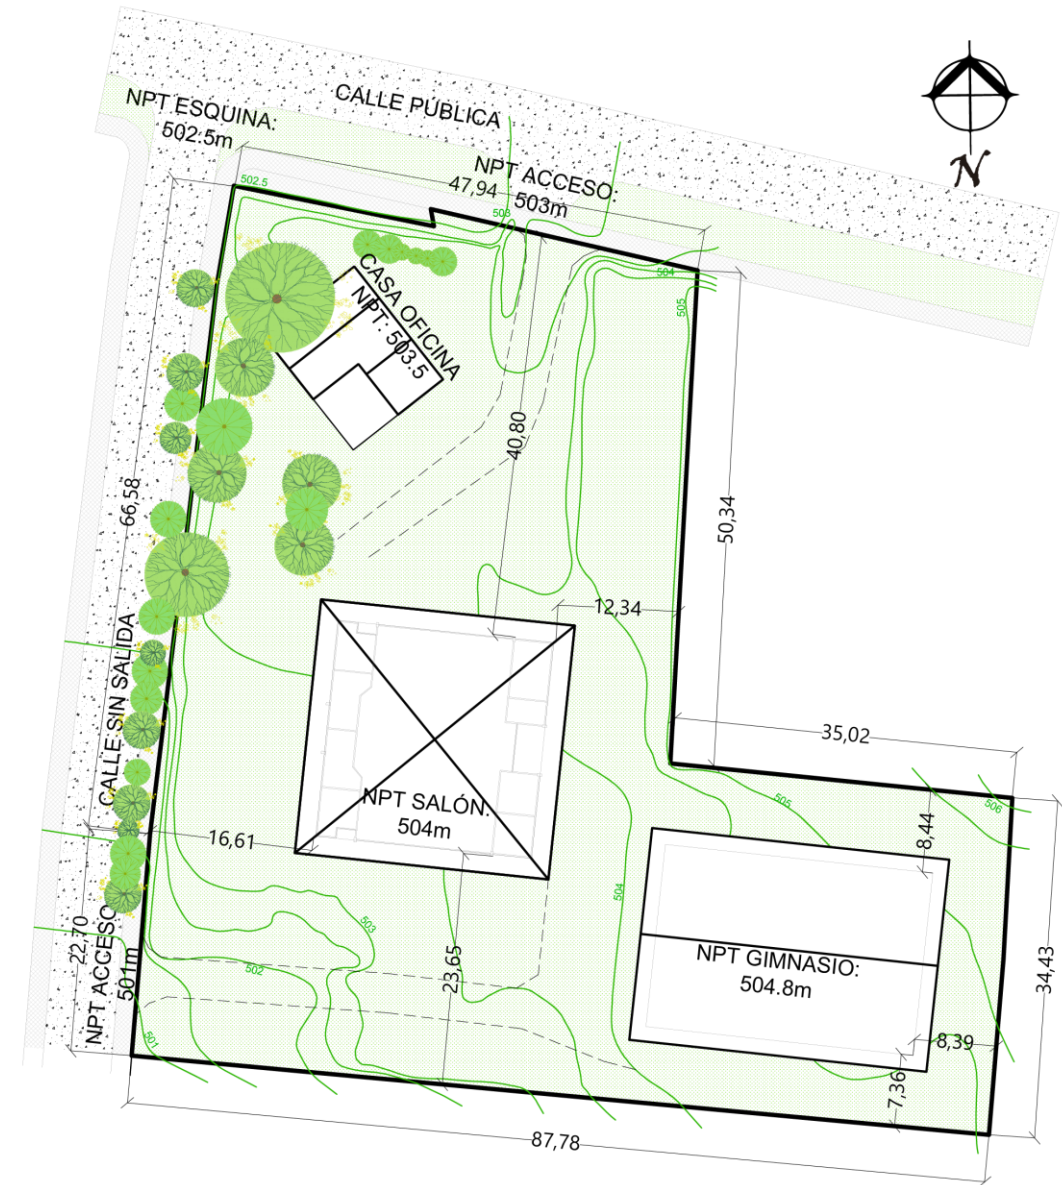 CALLE PUBLICA
NPT ESQUINA:
502.5m
NPT ACCESO:
503m
47,94
N
502.5
503
504
505
CASA OFICINA
NPT: 503.5
40,80
66,58
50,34
12,34
CALLE SIN SALIDA
35,02
NPT SALÓN:
504m
16,61
505
506
8,44
504
503
502
501
22,70
NPT ACCESO
501m
23,65
NPT GIMNASIO:
504.8m
34,43
8,39
7,36
87,78